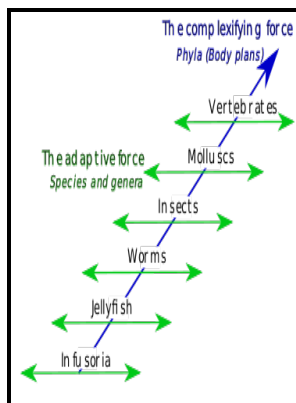 The complexifying force
Phyla (Body plans)
Vertebrates
The adaptive force
Species and genera
Molluscs
Insects
Worms
Jellyfish
Infusoria